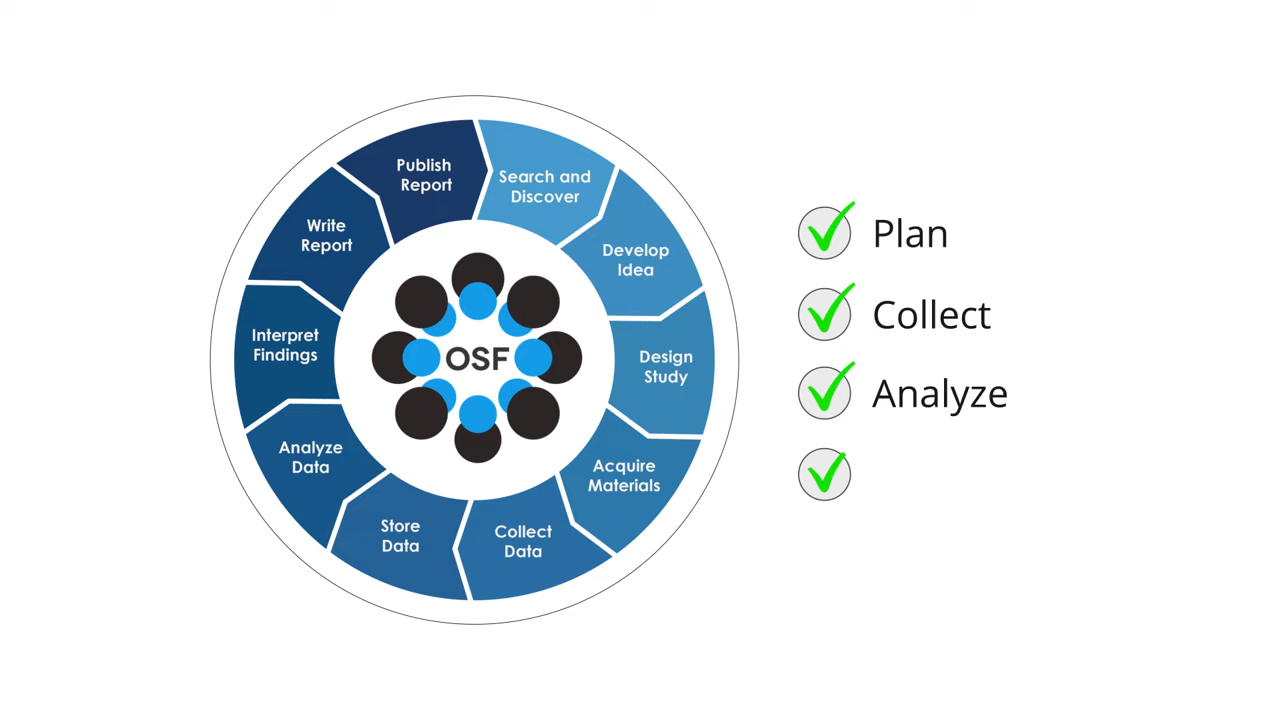 Publish
Report
Search and
Discover
Develop
Idea
Design
Study
Acquire
Materials
Collect
Data
Store
Data
Analyze
Data
Interpret
Findings
Write
Report
OSF
Plan
Collect
Analyze